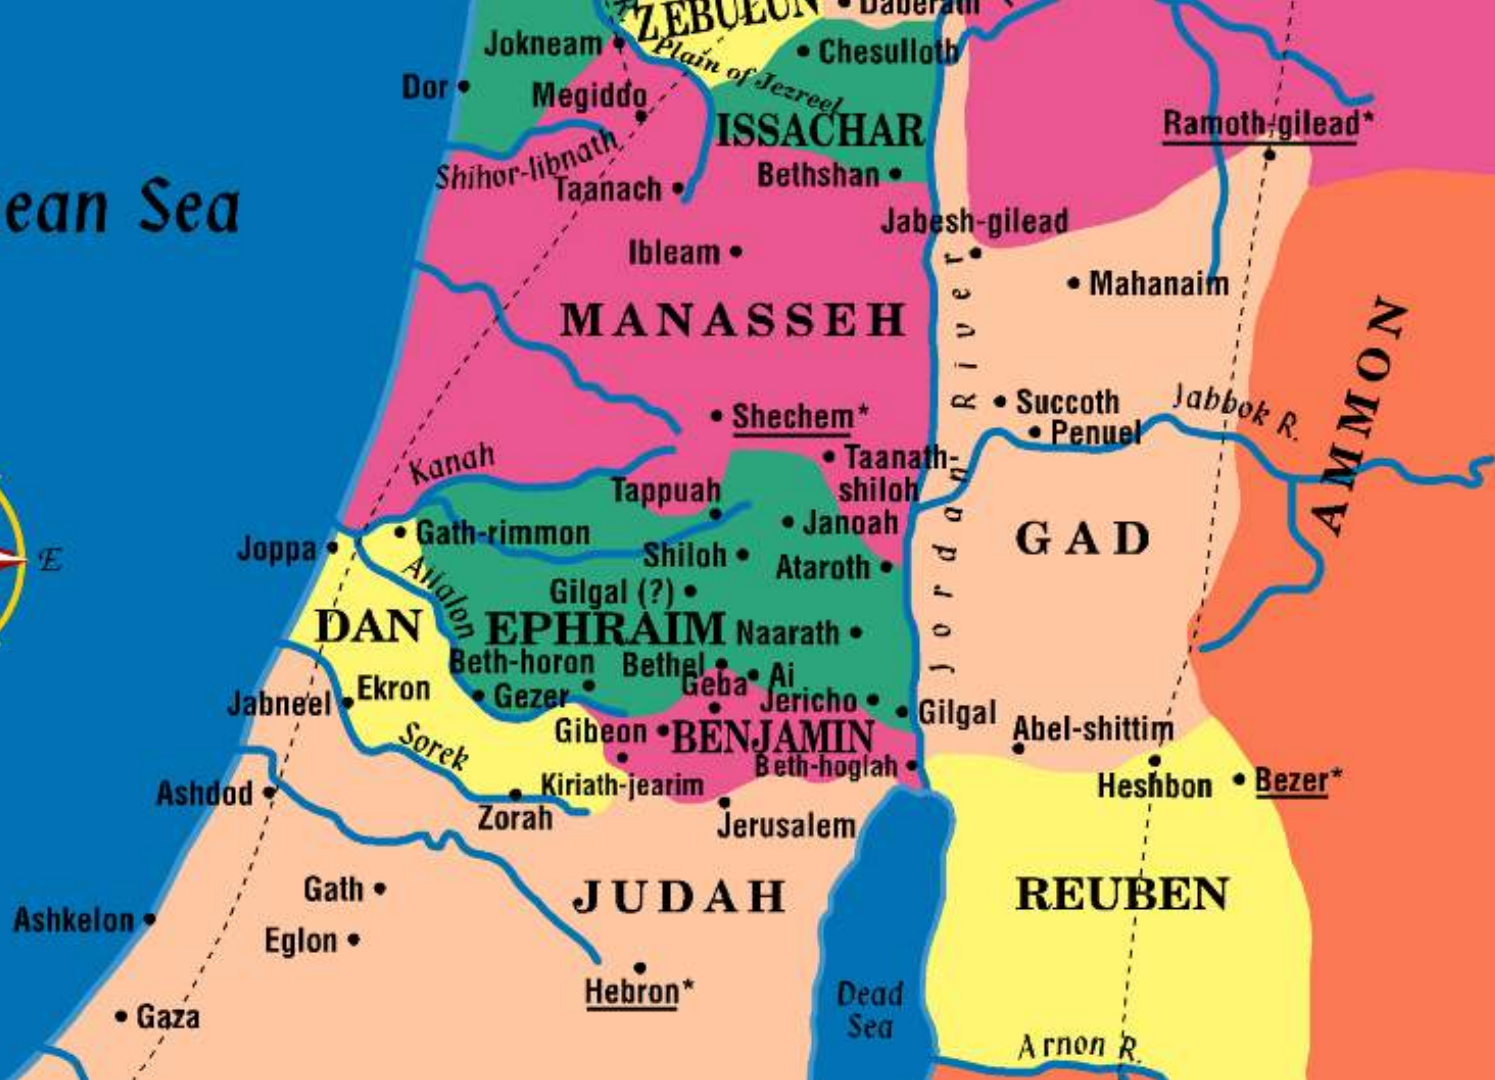 ZEBULUN
Daberath
Jokneam
Plain of Jezreel
Chesulloth
Dor
Megiddo
ISSACHAR
Ramoth-gilead*
Shihor-libnath
Taanach
Bethshan
ean Sea
Jabesh-gilead
Ibleam
Mahanaim
MANASSEH
Jordan River
AMMON
Shechem*
Succoth
Jabbok R.
Penuel
Kanah
Taanath-
shiloh
Tappuah
Gath-rimmon
Janoah
GAD
Joppa
E
Shiloh
Ataroth
Aijalon
Gilgal (?)
DAN
EPHRAIM
Naarath
Beth-horon
Bethel
Ai
Geba
Ekron
Gezer
Jericho
Jabneel
Gilgal
Gibeon
BENJAMIN
Abel-shittim
Sorek
Beth-hoglah
Kiriath-jearim
Heshbon
Bezer*
Ashdod
Zorah
Jerusalem
Gath
JUDAH
REUBEN
Ashkelon
Eglon
Hebron*
Dead
Sea
Gaza
Arnon R.